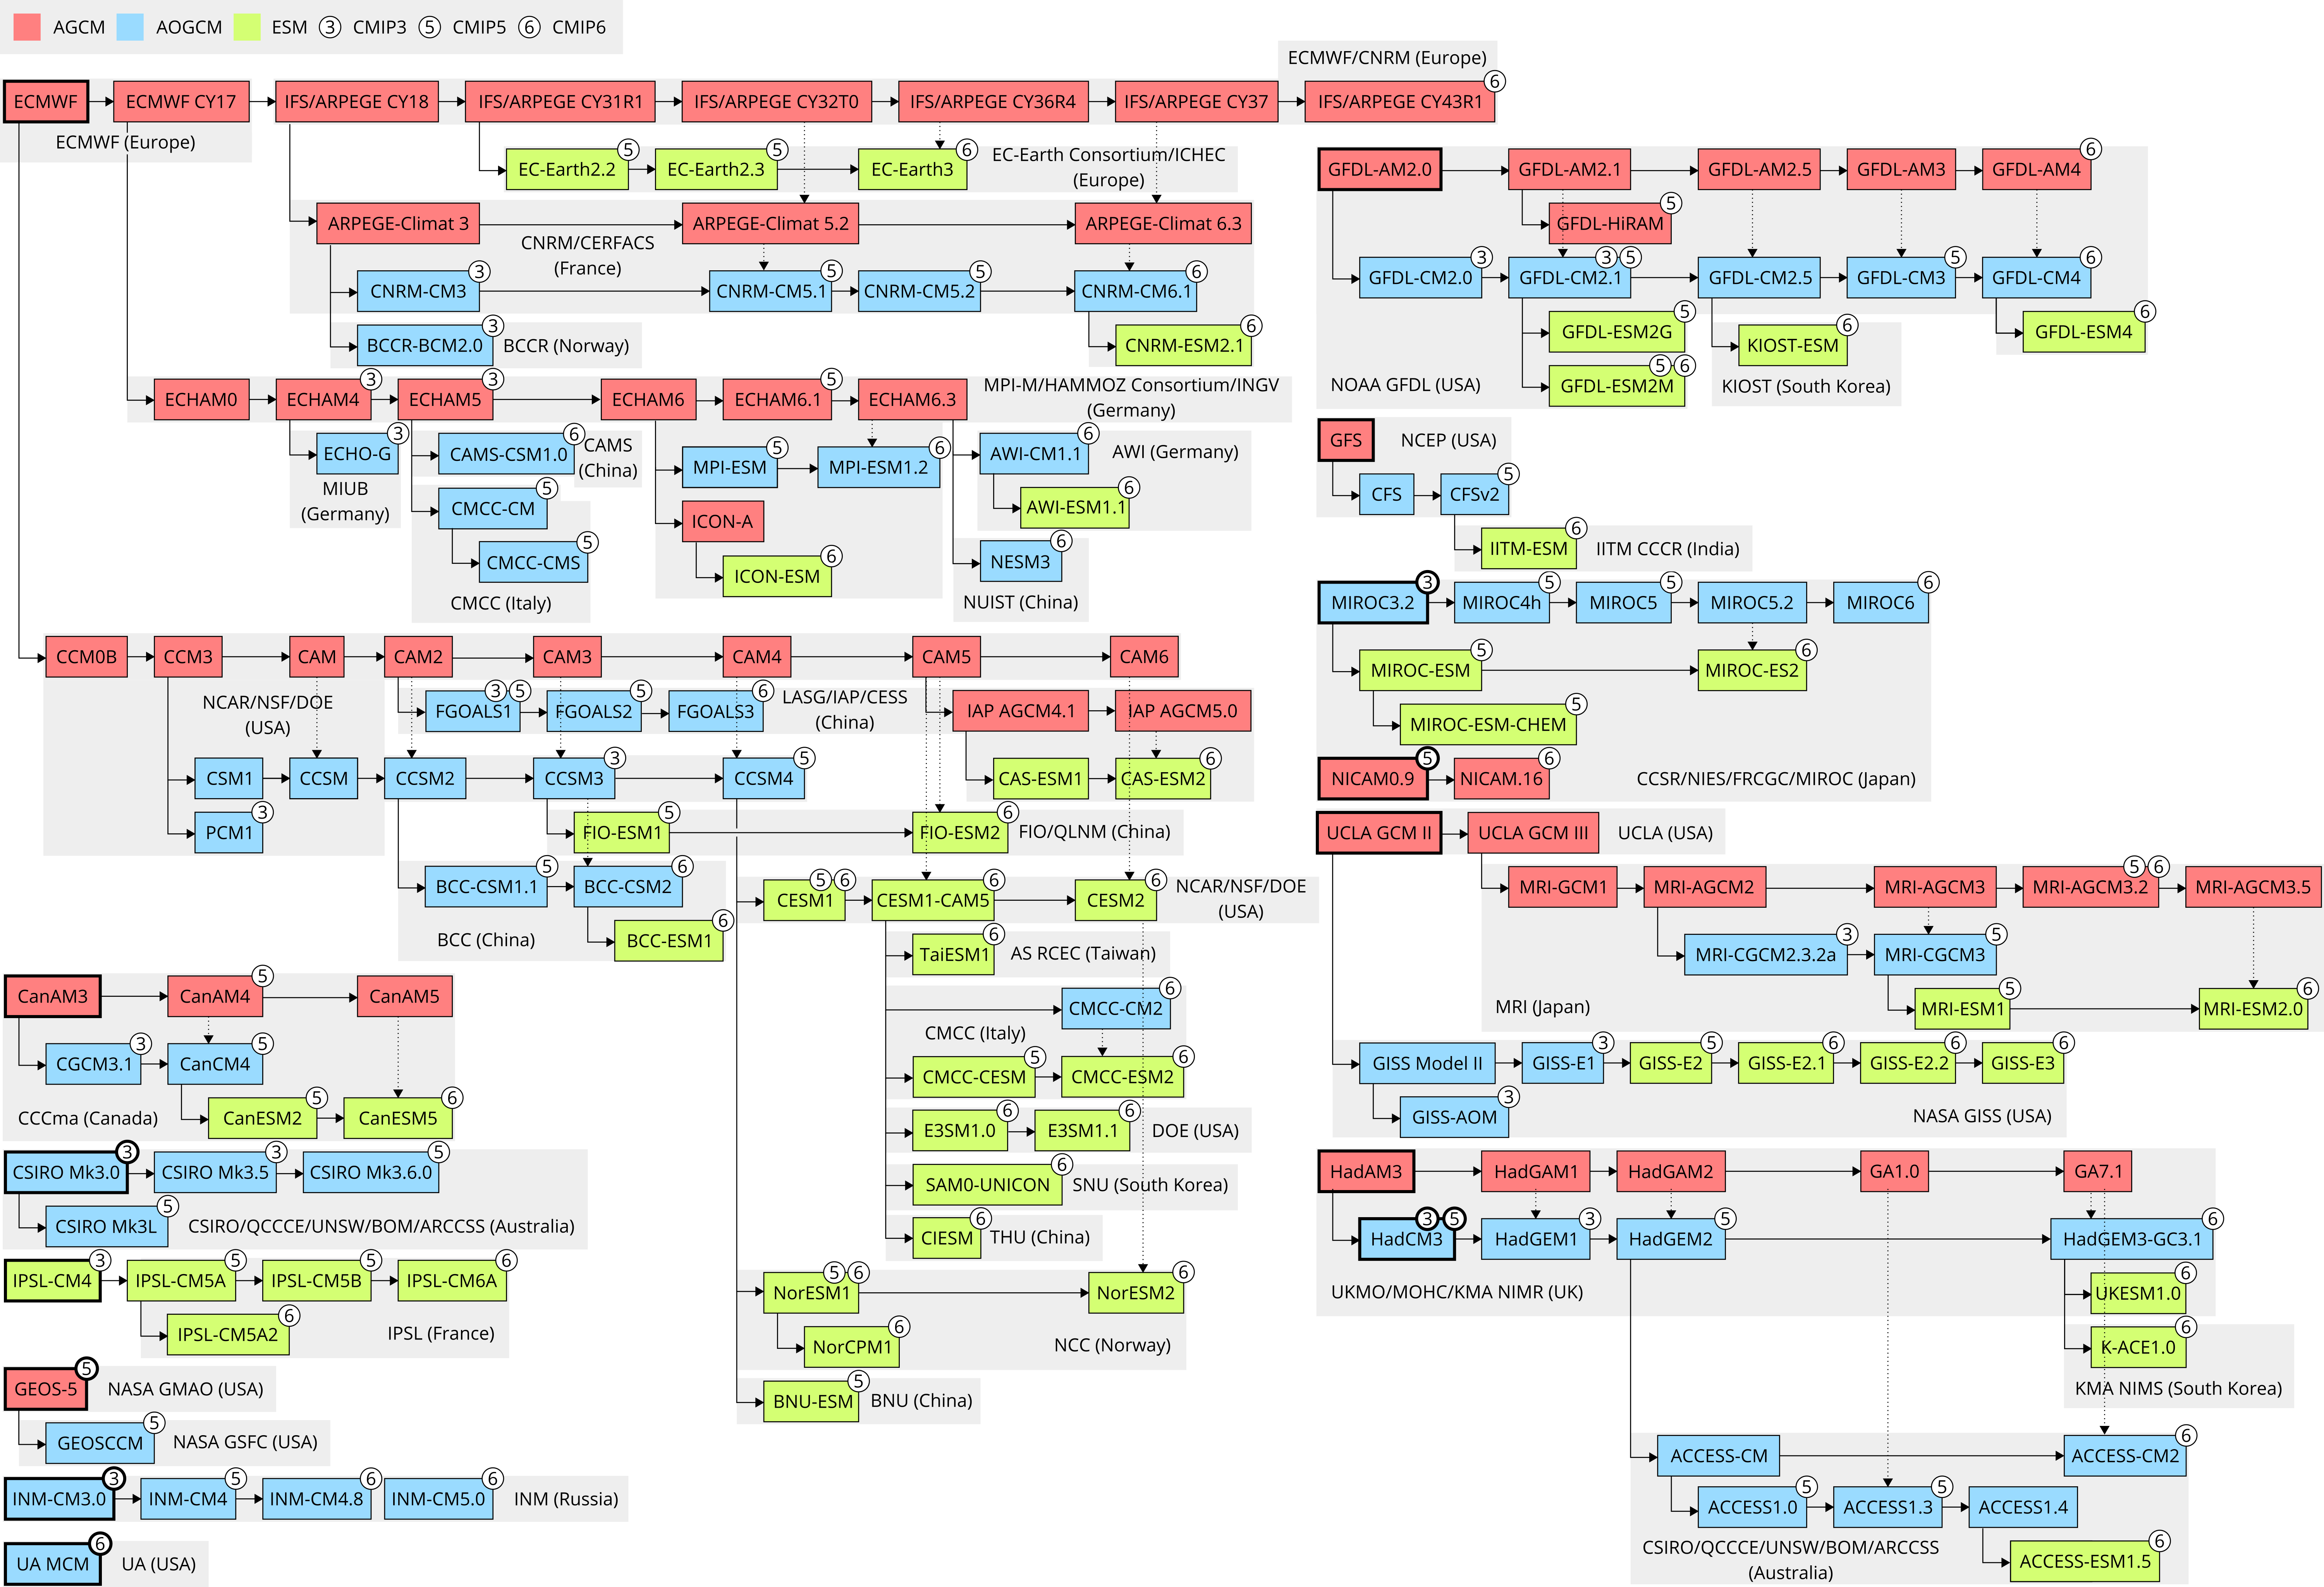 AGCM AOGCM ESM 3 CMIP3 5 CMIP5 6 CMIP6
ECMWF/CNRM (Europe)
ECMWF ECMWF CY17 IFS/ARPEGE CY18 IFS/ARPEGE CY31R1 IFS/ARPEGE CY32T0 IFS/ARPEGE CY36R4 IFS/ARPEGE CY37 IFS/ARPEGE CY43R1 6
ECMWF (Europe)
EC-Earth2.2 5 EC-Earth2.3 5 EC-Earth3 6 EC-Earth Consortium/ICHEC
(Europe)
ARPEGE-Climat 3 ARPEGE-Climat 5.2 ARPEGE-Climat 6.3
CNRM/CERFACS
(France)
CNRM-CM3 3 CNRM-CM5.1 5 CNRM-CM5.2 5 CNRM-CM6.1 6
BCCR-BCM2.0 3 BCCR (Norway) CNRM-ESM2.1 6
ECHAM0 ECHAM4 3 ECHAM5 3 ECHAM6 ECHAM6.1 5 ECHAM6.3 MPI-M/HAMMOZ Consortium/INGV
(Germany)
ECHO-G 3 CAMS-CSM1.0 6 CAMS
(China)
MPI-ESM 5 MPI-ESM1.2 6 AWI-CM1.1 6 AWI (Germany)
MIUB
(Germany)
CMCC-CM 5 ICON-A AWI-ESM1.1 6
CMCC-CMS 5 ICON-ESM 6 NESM3 6
CMCC (Italy) NUIST (China)
CCM0B CCM3 CAM CAM2 CAM3 CAM4 CAM5 CAM6
NCAR/NSF/DOE
(USA)
FGOALS1 3 5 FGOALS2 5 FGOALS3 6 LASG/IAP/CESS
(China)
IAP AGCM4.1 IAP AGCM5.0
CSM1 CCSM CCSM2 CCSM3 3 CCSM4 5 CAS-ESM1 CAS-ESM2 6
PCM1 3 FIO-ESM1 5 FIO-ESM2 6 FIO/QLNM (China)
BCC-CSM1.1 5 BCC-CSM2 6 CESM1 5 6 CESM1-CAM5 6 CESM2 6 NCAR/NSF/DOE
(USA)
BCC (China) BCC-ESM1 6 TaiESM1 6 AS RCEC (Taiwan)
CMCC-CM2 6
CMCC (Italy)
CMCC-CESM 5 CMCC-ESM2 6
E3SM1.0 6 E3SM1.1 6 DOE (USA)
SAM0-UNICON 6 SNU (South Korea)
CIESM 6 THU (China)
NorESM1 5 6 NorESM2 6
NorCPM1 6 NCC (Norway)
BNU-ESM 5 BNU (China)
CanAM3 CanAM4 5 CanAM5
CGCM3.1 3 CanCM4 5
CCCma (Canada) CanESM2 5 CanESM5 6
CSIRO Mk3.0 3 CSIRO Mk3.5 3 CSIRO Mk3.6.0 5
CSIRO Mk3L 5 CSIRO/QCCCE/UNSW/BOM/ARCCSS (Australia)
IPSL-CM4 3 IPSL-CM5A 5 IPSL-CM5B 5 IPSL-CM6A 6
IPSL-CM5A2 6 IPSL (France)
GEOS-5 5 NASA GMAO (USA)
GEOSCCM 5 NASA GSFC (USA)
INM-CM3.0 3 INM-CM4 5 INM-CM4.8 6 INM-CM5.0 6 INM (Russia)
UA MCM 6 UA (USA)
GFDL-AM2.0 GFDL-AM2.1 GFDL-AM2.5 GFDL-AM3 GFDL-AM4 6
GFDL-HiRAM 5
GFDL-CM2.0 3 GFDL-CM2.1 3 5 GFDL-CM2.5 GFDL-CM3 5 GFDL-CM4 6
GFDL-ESM2G 5 KIOST-ESM 6 GFDL-ESM4 6
NOAA GFDL (USA) GFDL-ESM2M 5 6 KIOST (South Korea)
GFS NCEP (USA)
CFS CFSv2 5
IITM-ESM 6 IITM CCCR (India)
MIROC3.2 3 MIROC4h 5 MIROC5 5 MIROC5.2 MIROC6 6
MIROC-ESM 5 MIROC-ES2 6
MIROC-ESM-CHEM 5
NICAM0.9 5 NICAM.16 6 CCSR/NIES/FRCGC/MIROC (Japan)
UCLA GCM II UCLA GCM III UCLA (USA)
MRI-GCM1 MRI-AGCM2 MRI-AGCM3 MRI-AGCM3.2 5 6 MRI-AGCM3.5
MRI-CGCM2.3.2a 3 MRI-CGCM3 5
MRI (Japan) MRI-ESM1 5 MRI-ESM2.0 6
GISS Model II GISS-E1 3 GISS-E2 5 GISS-E2.1 6 GISS-E2.2 6 GISS-E3 6
GISS-AOM 3 NASA GISS (USA)
HadAM3 HadGAM1 HadGAM2 GA1.0 GA7.1
HadCM3 3 5 HadGEM1 3 HadGEM2 5 HadGEM3-GC3.1 6
UKMO/MOHC/KMA NIMR (UK) UKESM1.0 6
K-ACE1.0 6
KMA NIMS (South Korea)
ACCESS-CM ACCESS-CM2 6
ACCESS1.0 5 ACCESS1.3 5 ACCESS1.4
CSIRO/QCCCE/UNSW/BOM/ARCCSS
(Australia)
ACCESS-ESM1.5 6